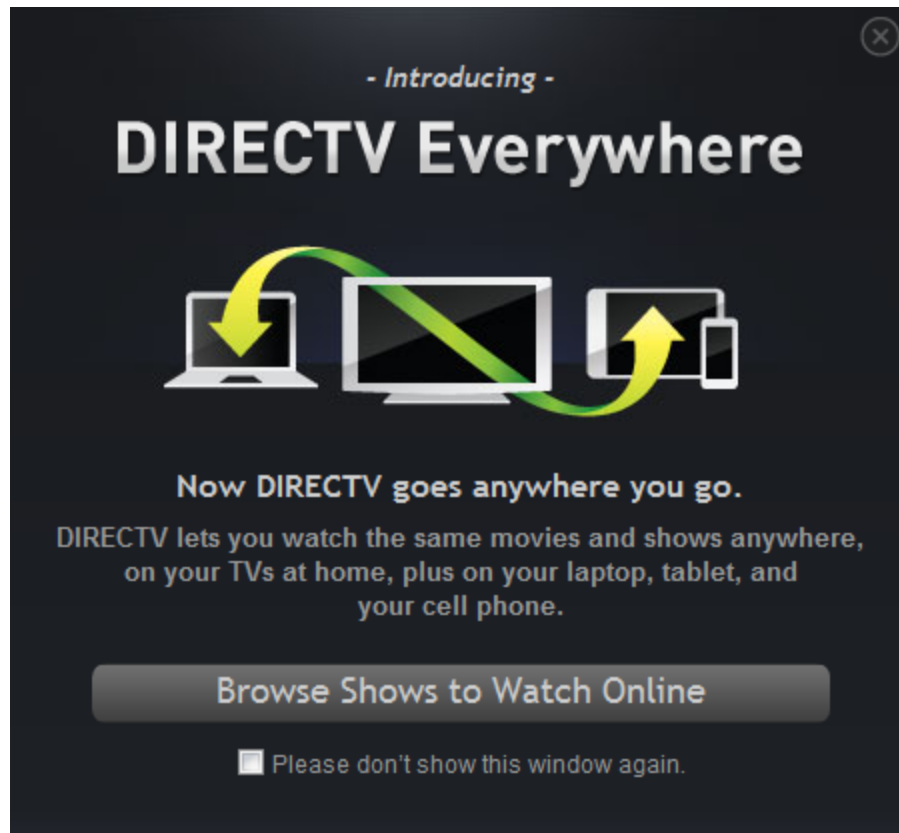 - Introducing -
DIRECTV Everywhere
Now DIRECTV goes anywhere you go.
DIRECTV lets you watch the same movies and shows anywhere,
on your TVs at home, plus on your laptop, tablet, and
your cell phone.
Browse Shows to Watch Online
Please don't show this window again.